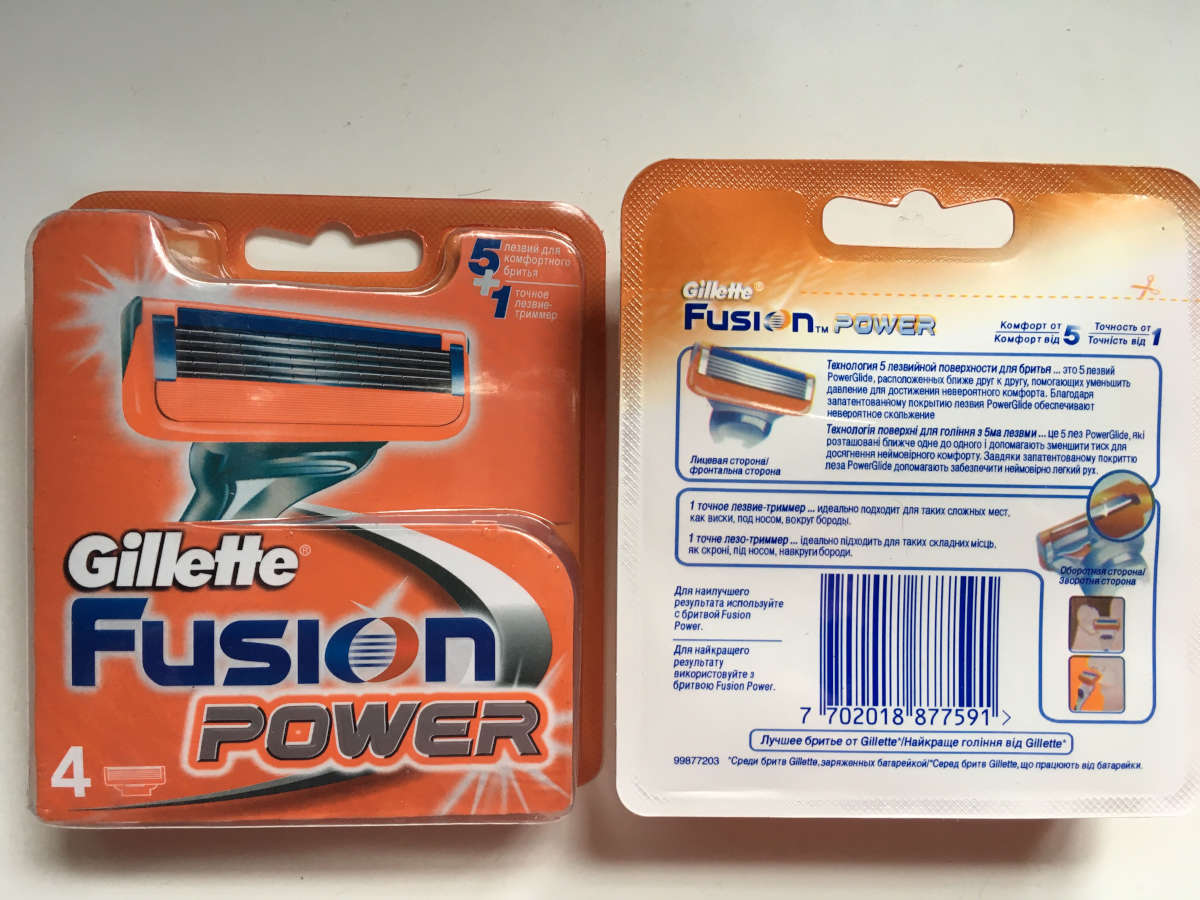 5 лезвий для
комфортного
бритья
+1 точное
лезвие-
триммер
Gillette®
Fusion
POWER
4
Gillette®
Fusion™ POWER
Комфорт от
Комфорт від 5
Точность от
Точність від 1
Технология 5 лезвийной поверхности для бритья ... это 5 лезвий
PowerGlide, расположенных ближе друг к другу, помогающих уменьшить
давление для достижения невероятного комфорта. Благодаря
запатентованному покрытию лезвия PowerGlide обеспечивают
невероятное скольжение
Технологія поверхні для гоління з 5ма лезвми ... це 5 лез PowerGlide, які
розташовані ближче одне до одного і допомагають зменшити тиск для
досягнення неймовірного комфорту. Завдяки запатентованому покриттю
леза PowerGlide допомагають забезпечити неймовірно легкий рух.
Лицевая сторона/
фронтальна сторона
1 точное лезвие-триммер ... идеально подходит для таких сложных мест,
как виски, под носом, вокруг бороды.
1 точне лезо-триммер ... ідеально підходить для таких складних місць,
як скроні, під носом, навкруги бороди.
Оборотная сторона/
Зворотня сторона
Для наилучшего
результата используйте
с бритвой Fusion
Power.
Для найкращего
результату
використовуйте з
бритвою Fusion Power.
7 702018 877591 >
Лучшее бритье от Gillette*/Найкраще гоління від Gillette*
99877203 *Среди бритв Gillette, заряженных батарейкой/*Серед бритв Gillette, що працюють від батарейки.